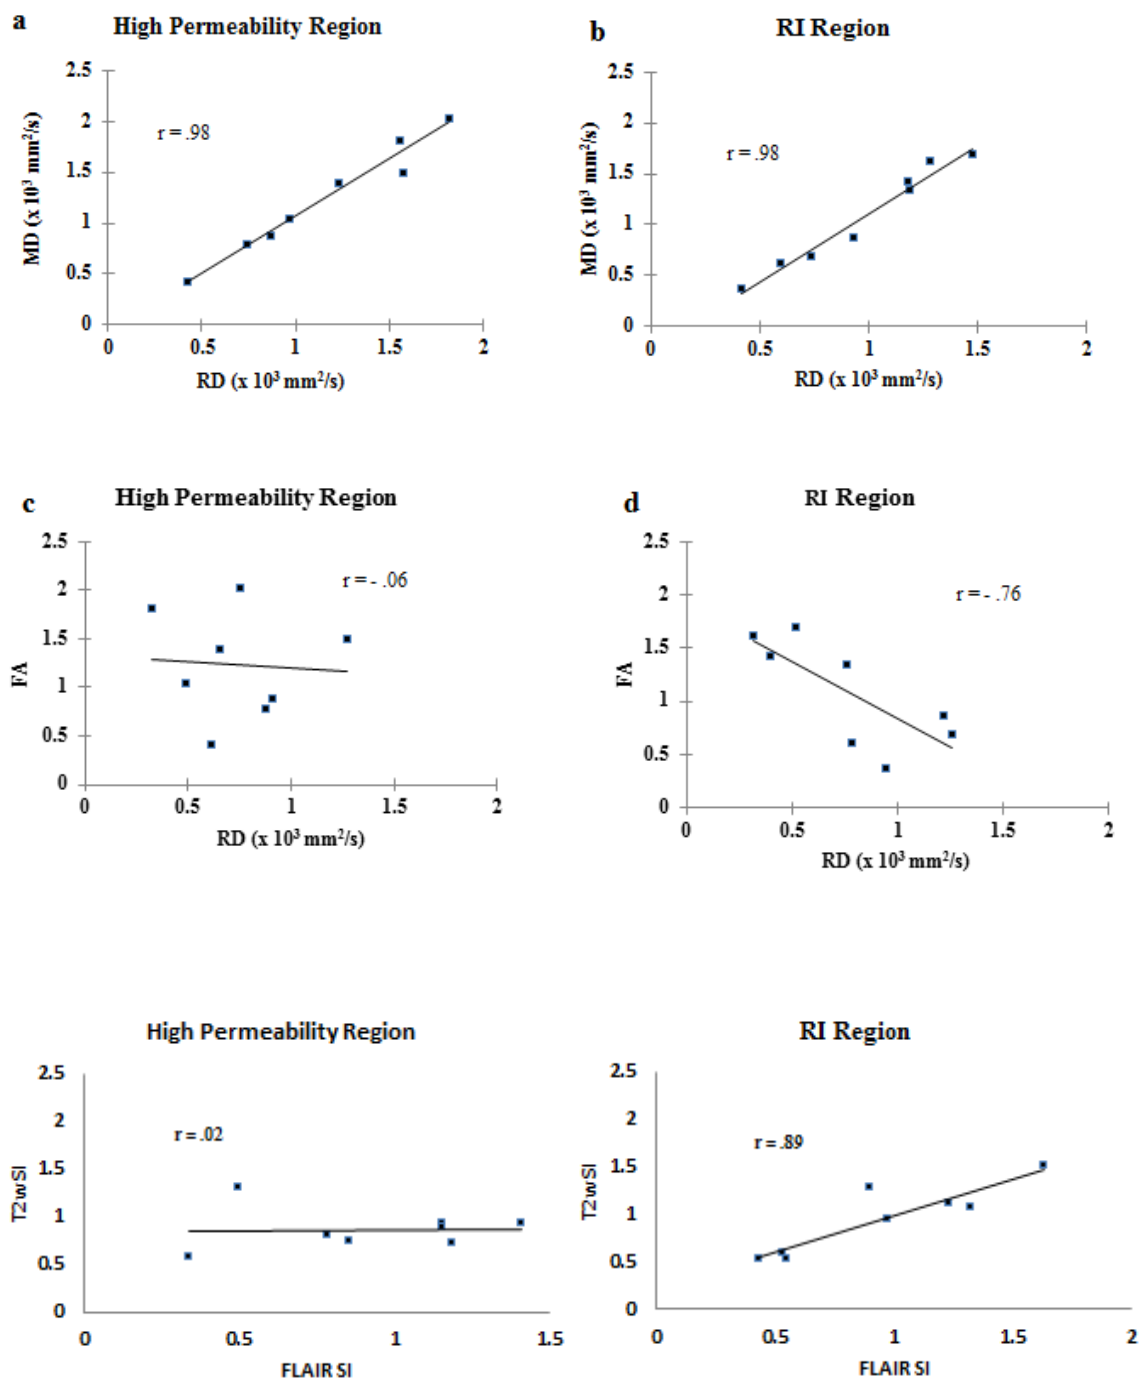 a
High Permeability Region
2.5
2
1.5
1
0.5
0
MD (x 10³ mm²/s)
r = .98
0.5
1
1.5
2
RD (x 10³ mm²/s)
b
RI Region
2.5
2
1.5
1
0.5
0
MD (x 10³ mm²/s)
r = .98
0
0.5
1
1.5
2
RD (x 10³ mm²/s)
c
High Permeability Region
2.5
2
1.5
1
0.5
0
FA
r = - .06
0
0.5
1
1.5
2
RD (x 10³ mm²/s)
d
RI Region
2.5
2
1.5
1
0.5
0
FA
r = - .76
0
0.5
1
1.5
2
RD (x 10³ mm²/s)
High Permeability Region
2.5
2
1.5
1
0.5
0
T2wSI
r = .02
0
0.5
1
1.5
FLAIR SI
RI Region
2.5
2
1.5
1
0.5
0
T2wSI
r = .89
0
0.5
1
1.5
2
FLAIR SI